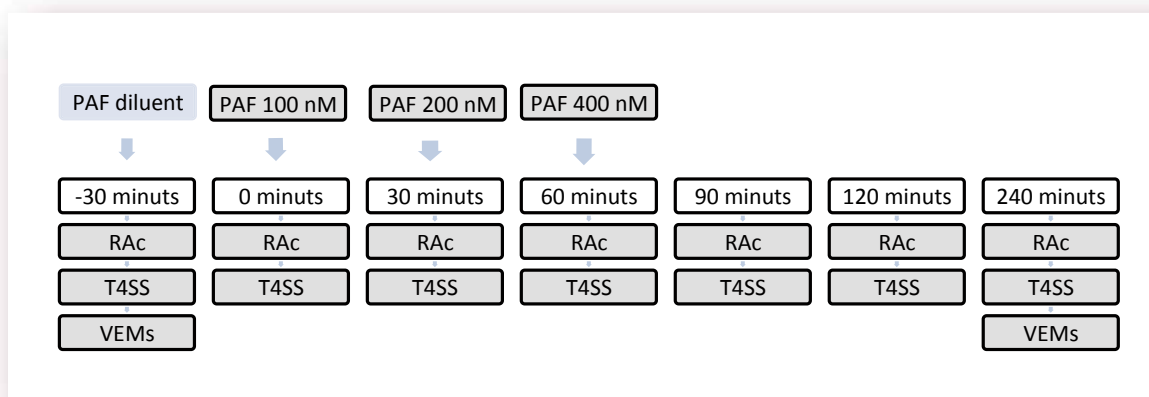 PAF diluent PAF 100 nM PAF 200 nM PAF 400 nM
-30 minuts 0 minuts 30 minuts 60 minuts 90 minuts 120 minuts 240 minuts
RAc RAc RAc RAc RAc RAc RAc
T4SS T4SS T4SS T4SS T4SS T4SS T4SS
VEMs VEMs